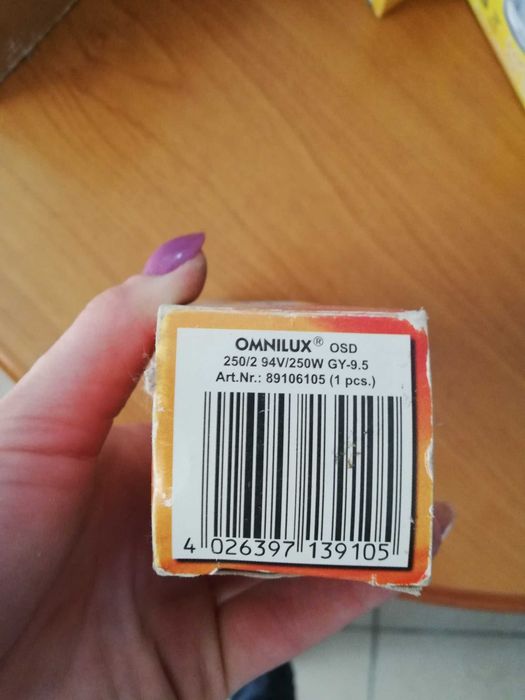 OMNILUX® OSD
250/2 94V/250W GY-9.5
Art.Nr.: 89106105 (1 pcs.)
4 026397 139105